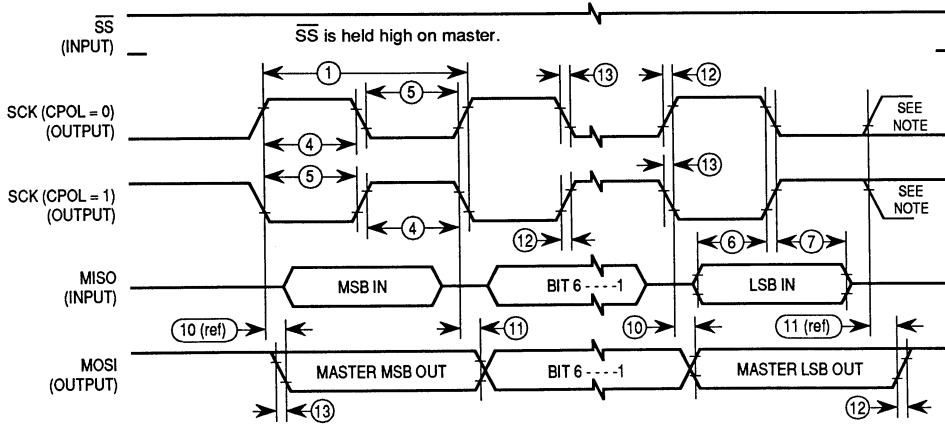 SS
(INPUT)
SS is held high on master.
1
13
12
5
SCK (CPOL = 0)
(OUTPUT)
SEE
NOTE
4
5
13
SCK (CPOL = 1)
(OUTPUT)
SEE
NOTE
4
12
6
7
MISO
(INPUT)
MSB IN
BIT 6 - - - - - 1
LSB IN
10 (ref)
11
10
11 (ref)
MOSI
(OUTPUT)
MASTER MSB OUT
BIT 6 - - - - - 1
MASTER LSB OUT
13
12